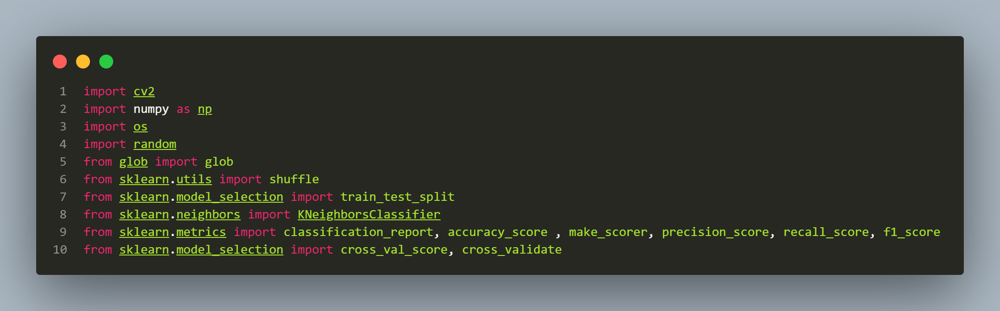 1 import cv2
2 import numpy as np
3 import os
4 import random
5 from glob import glob
6 from sklearn.utils import shuffle
7 from sklearn.model_selection import train_test_split
8 from sklearn.neighbors import KNeighborsClassifier
9 from sklearn.metrics import classification_report, accuracy_score , make_scorer, precision_score, recall_score, f1_score
10 from sklearn.model_selection import cross_val_score, cross_validate